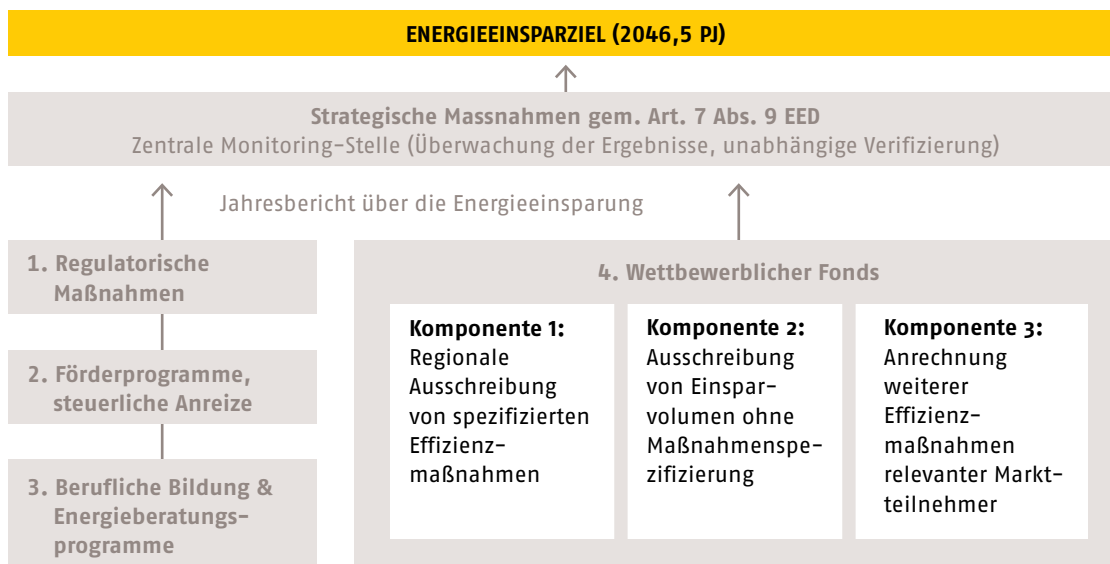 ENERGIEEINSPARZIEL (2046,5 PJ)
Strategische Massnahmen gem. Art. 7 Abs. 9 EED
Zentrale Monitoring-Stelle (Überwachung der Ergebnisse, unabhängige Verifizierung)
Jahresbericht über die Energieeinsparung
1. Regulatorische
Maßnahmen
2. Förderprogramme,
steuerliche Anreize
3. Berufliche Bildung &
Energieberatungs-
programme
4. Wettbewerblicher Fonds
Komponente 1:
Regionale
Ausschreibung
von spezifizierten
Effizienz-
maßnahmen
Komponente 2:
Ausschreibung
von Einspar-
volumen ohne
Maßnahmenspe-
zifizierung
Komponente 3:
Anrechnung
weiterer
Effizienz-
maßnahmen
relevanter Markt-
teilnehmer